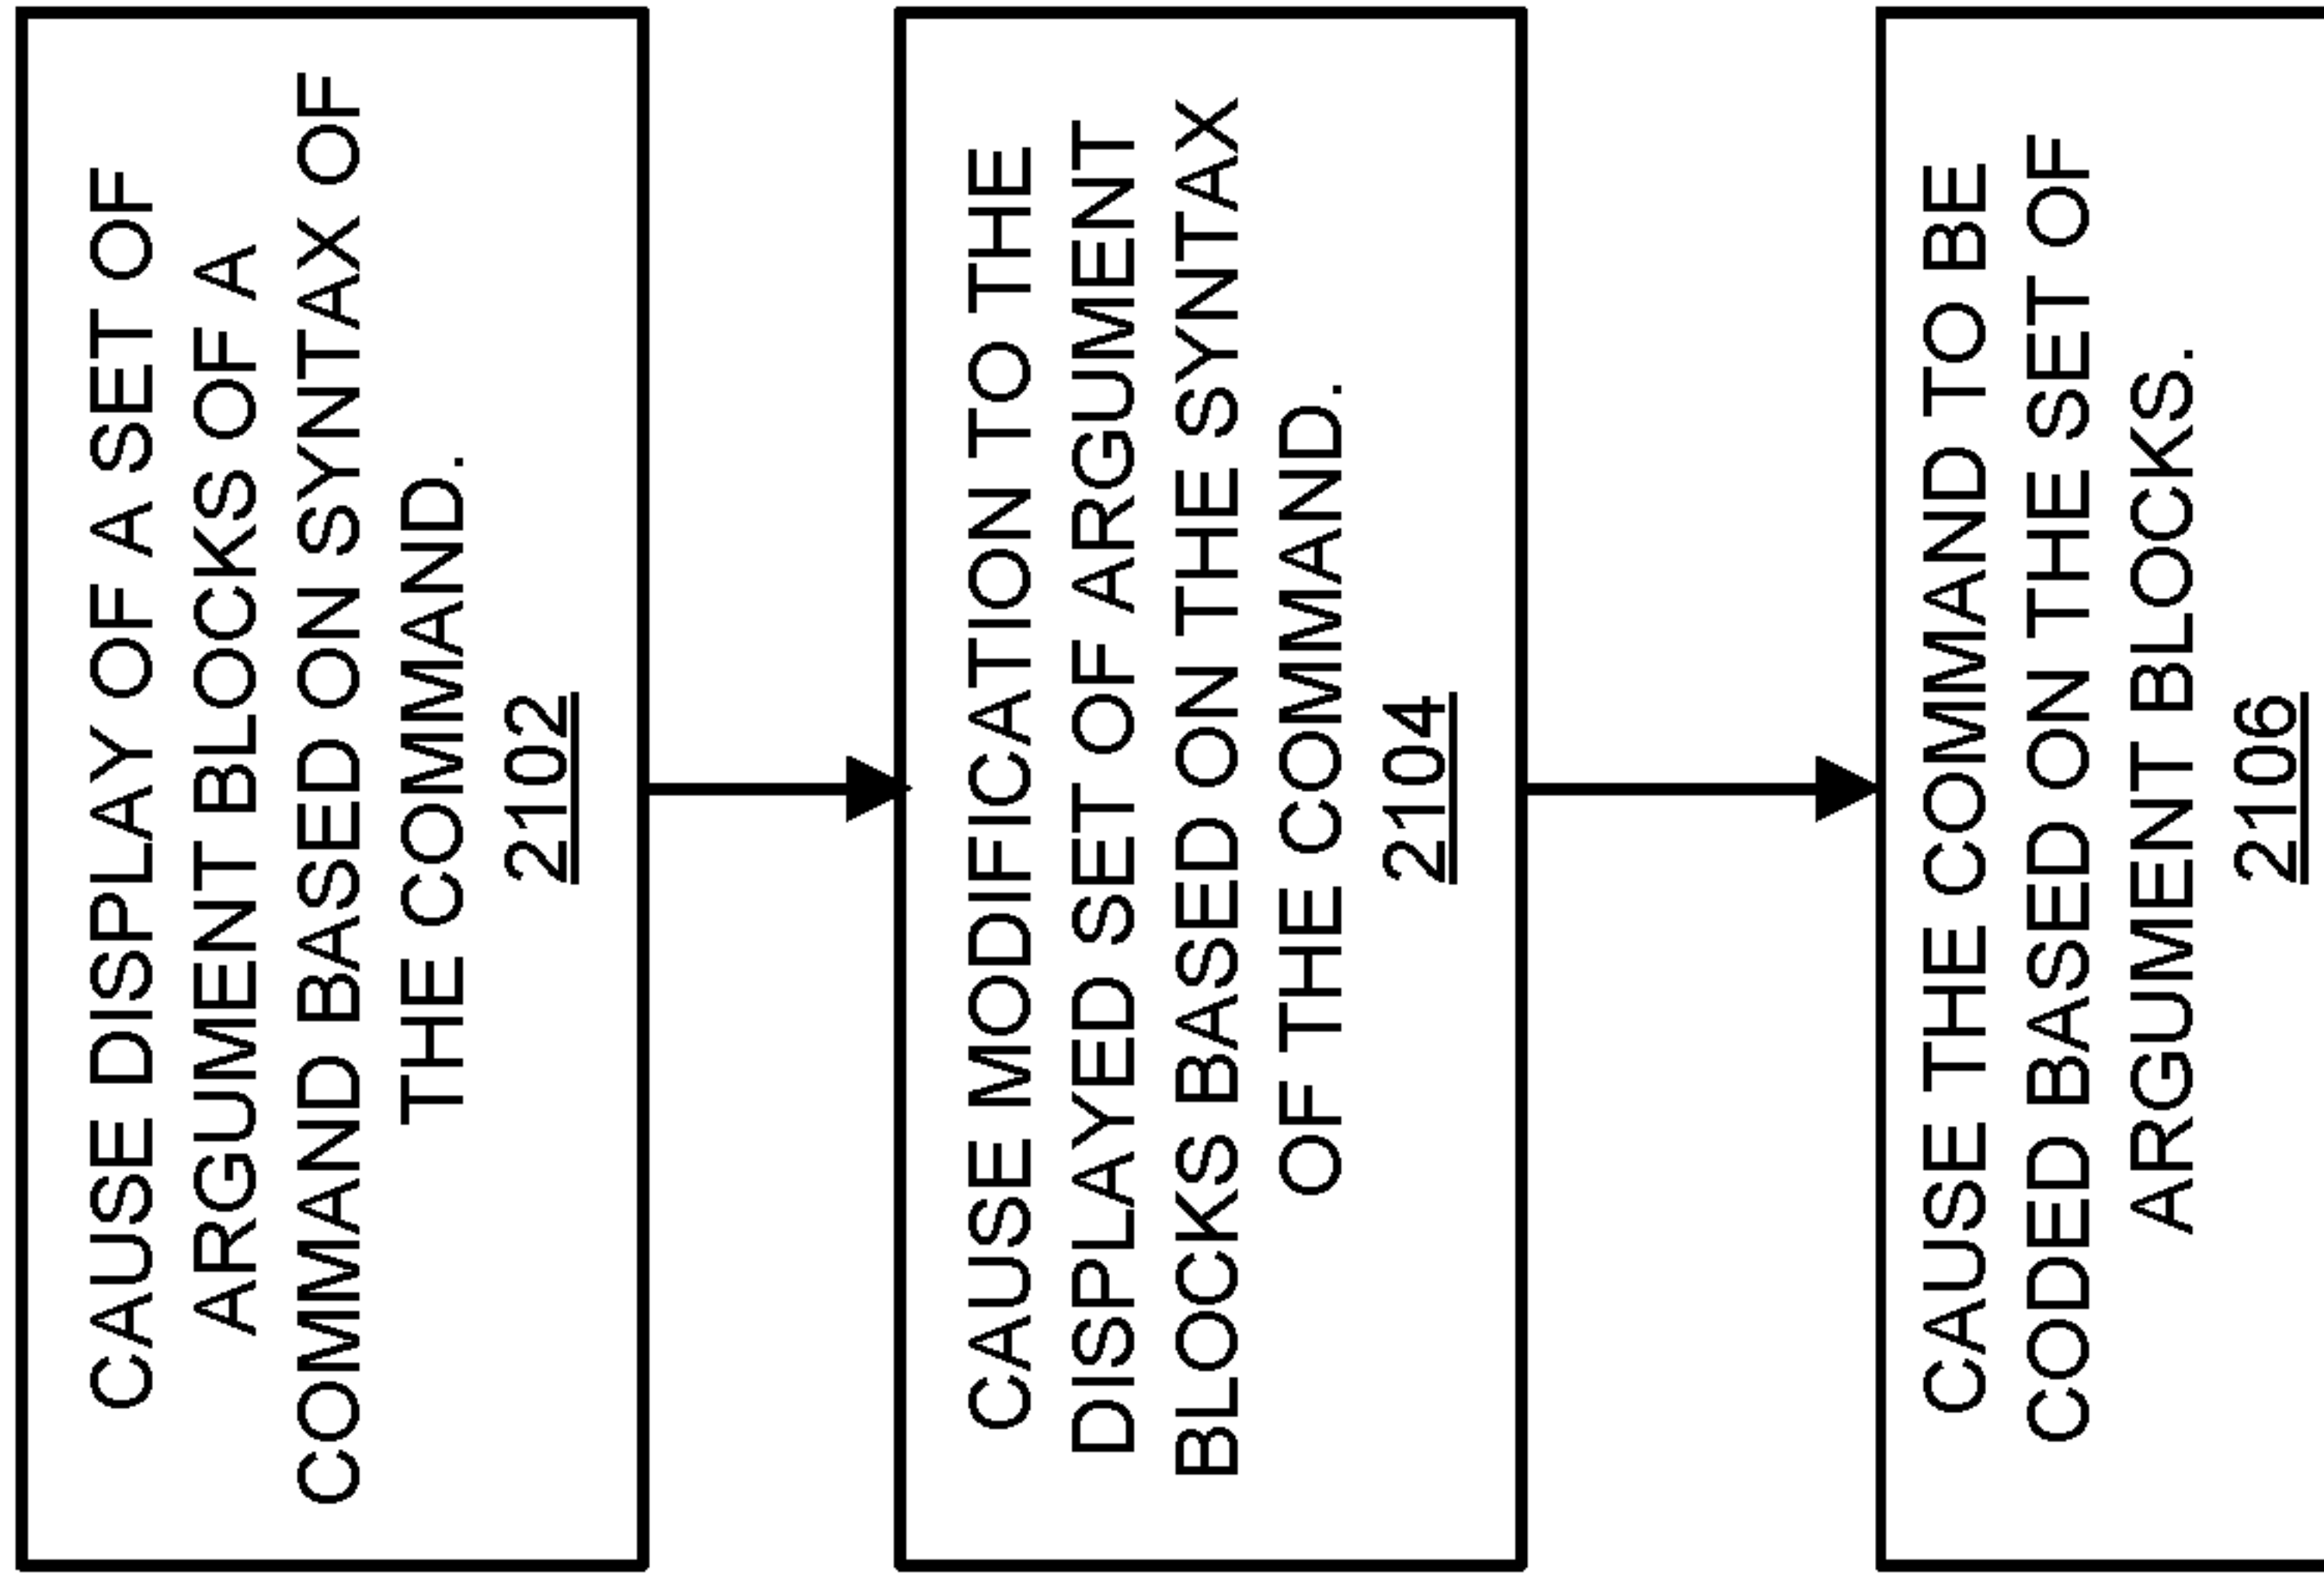 CAUSE DISPLAY OF A SET OF
ARGUMENT BLOCKS OF A
COMMAND BASED ON SYNTAX OF
THE COMMAND.
2102
CAUSE MODIFICATION TO THE
DISPLAYED SET OF ARGUMENT
BLOCKS BASED ON THE SYNTAX
OF THE COMMAND.
2104
CAUSE THE COMMAND TO BE
CODED BASED ON THE SET OF
ARGUMENT BLOCKS.
2106